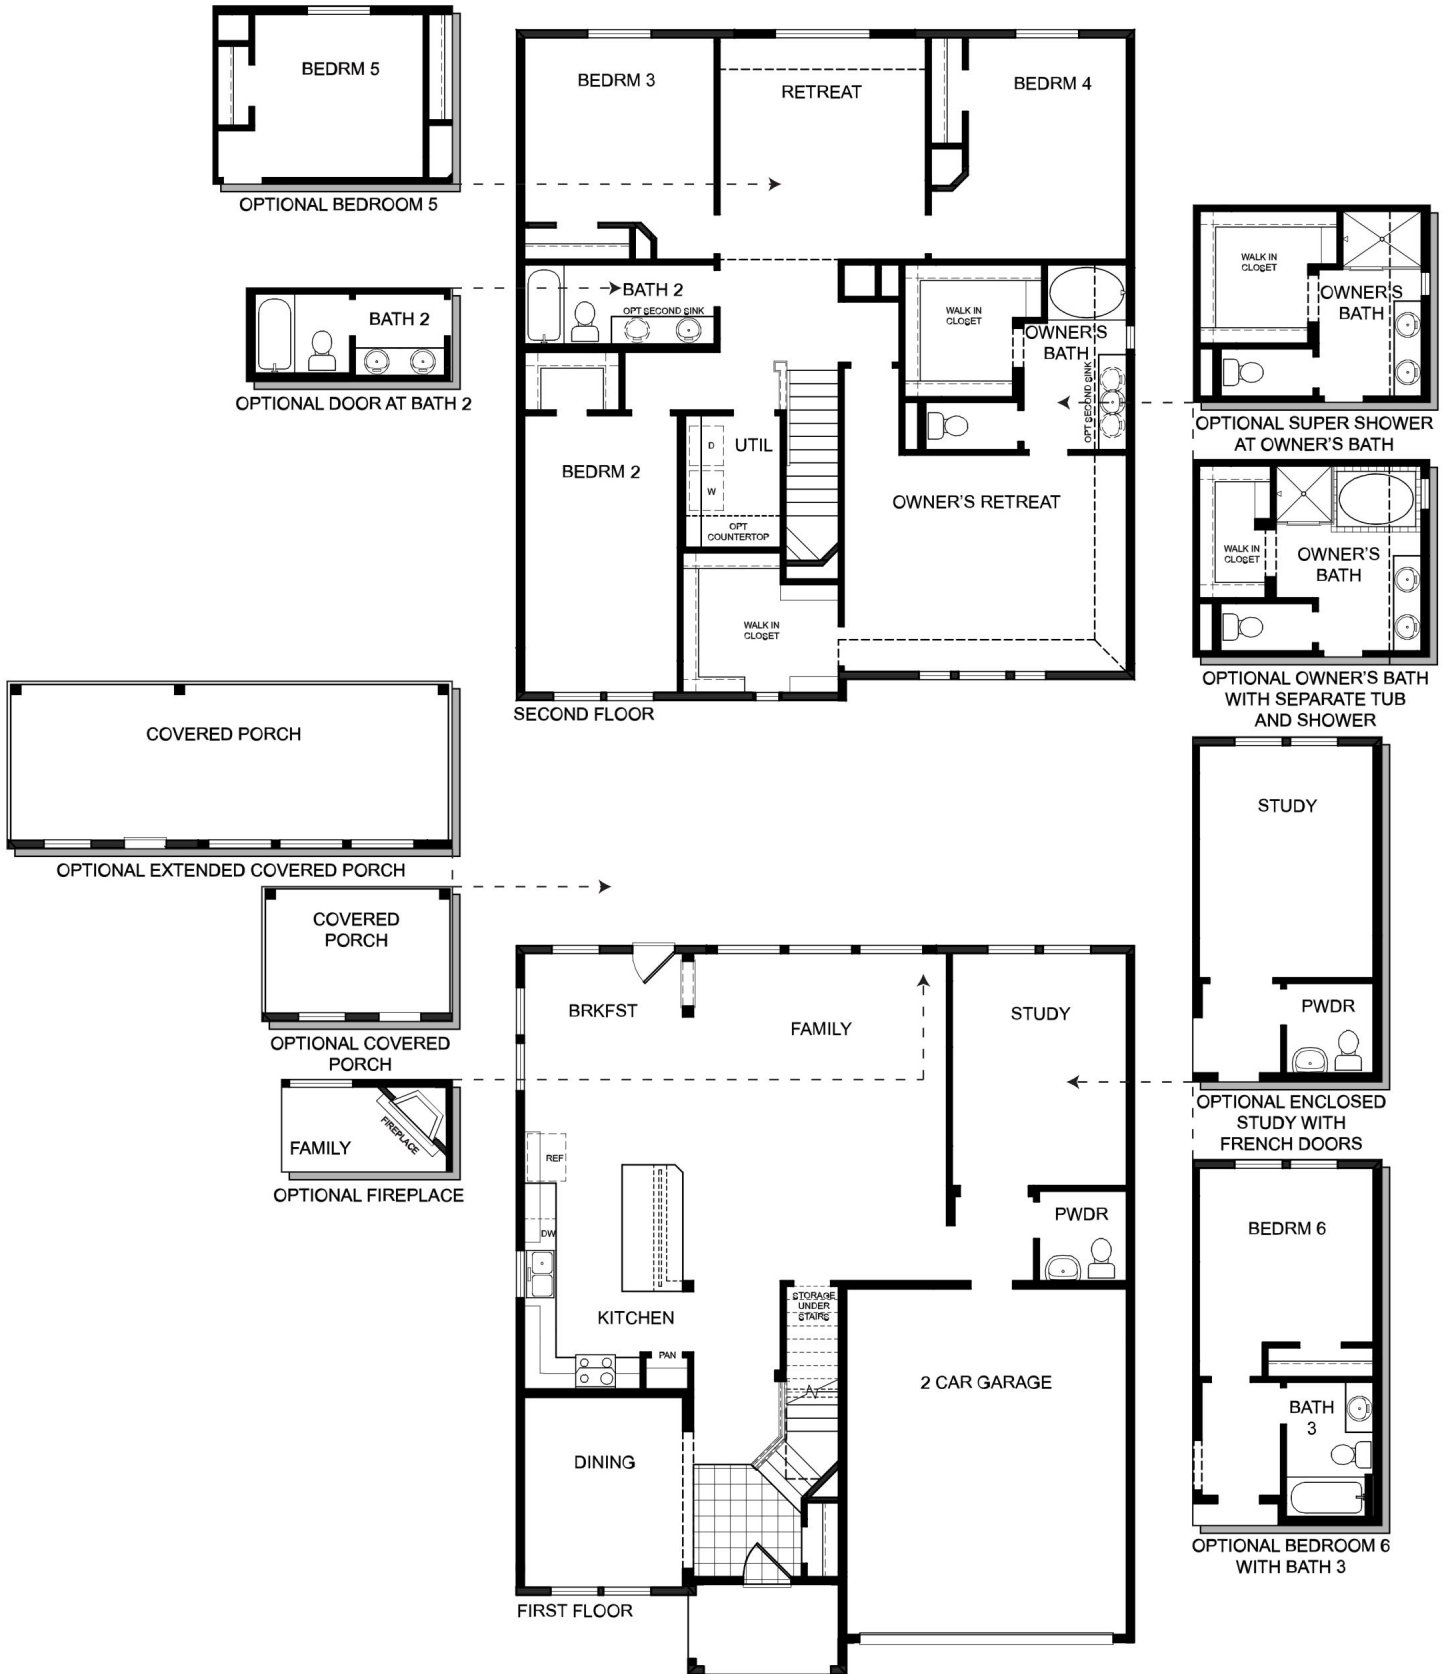 BEDRM 5
OPTIONAL BEDROOM 5
BATH 2
OPTIONAL DOOR AT BATH 2
BEDRM 3
RETREAT
BEDRM 4
BATH 2
OPT SECOND SINK
WALK IN
CLOSET
OWNER'S
BATH
OPT SECOND SINK
D
W
UTIL
OPT
COUNTERTOP
BEDRM 2
OWNER'S RETREAT
WALK IN
CLOSET
SECOND FLOOR
WALK IN
CLOSET
OWNER'S
BATH
OPTIONAL SUPER SHOWER
AT OWNER'S BATH
WALK IN
CLOSET
OWNER'S
BATH
OPTIONAL OWNER'S BATH
WITH SEPARATE TUB
AND SHOWER
COVERED PORCH
OPTIONAL EXTENDED COVERED PORCH
COVERED
PORCH
OPTIONAL COVERED
PORCH
FAMILY
FIREPLACE
OPTIONAL FIREPLACE
BRKFST
FAMILY
STUDY
REF
DW
PWDR
KITCHEN
STORAGE
UNDER
STAIRS
PAN
2 CAR GARAGE
DINING
FIRST FLOOR
STUDY
PWDR
OPTIONAL ENCLOSED
STUDY WITH
FRENCH DOORS
BEDRM 6
BATH
3
OPTIONAL BEDROOM 6
WITH BATH 3